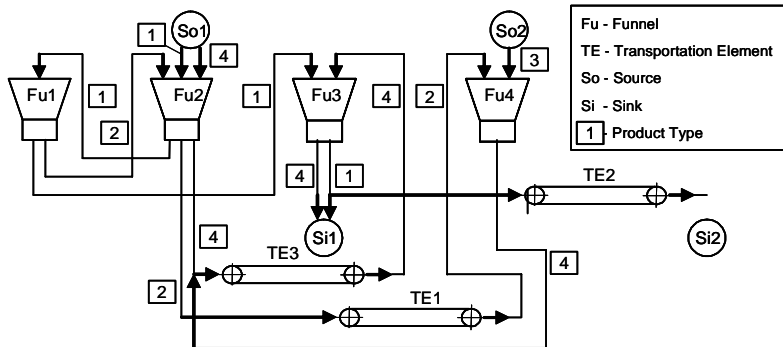 So1
So2
1
4
3
Fu - Funnel
TE - Transportation Element
So - Source
Si - Sink
1 - Product Type
Fu1
Fu2
Fu3
Fu4
1
2
1
4
2
4
1
TE2
Si1
Si2
4
TE3
4
2
TE1